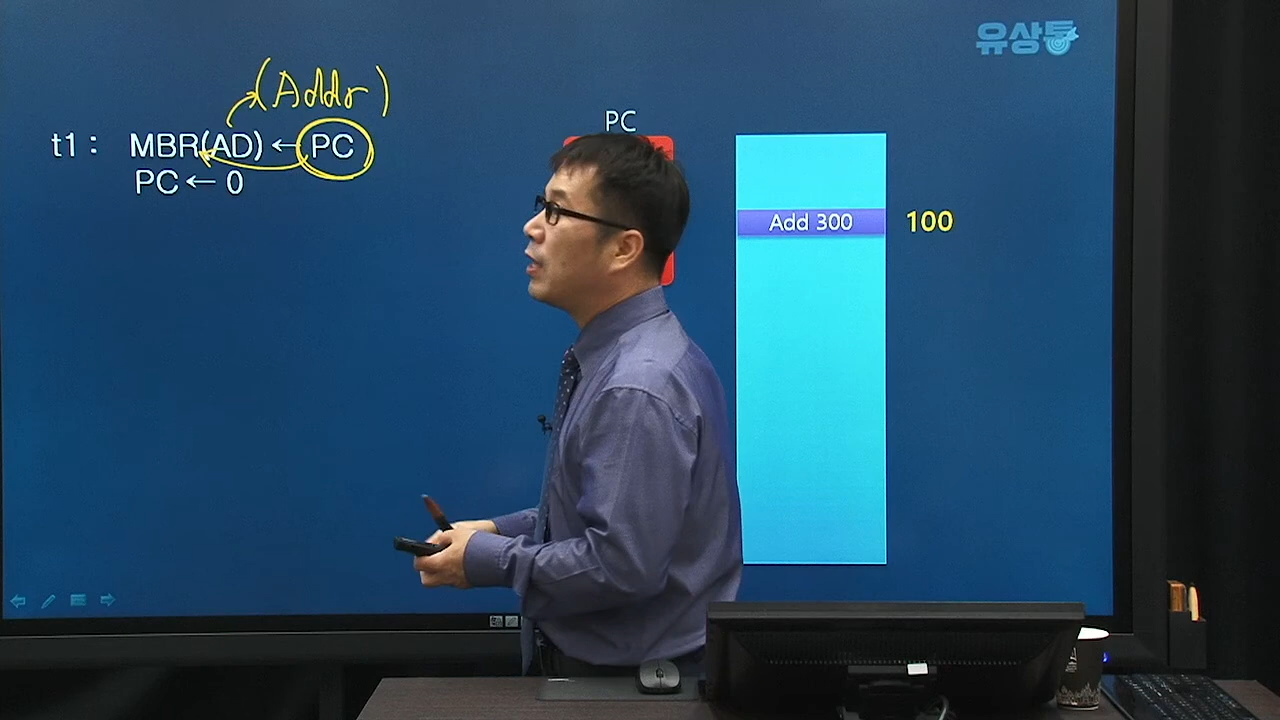 유상통
(Addr)
t1 : MBR(AD) ← PC
PC ← 0
PC
Add 300
100